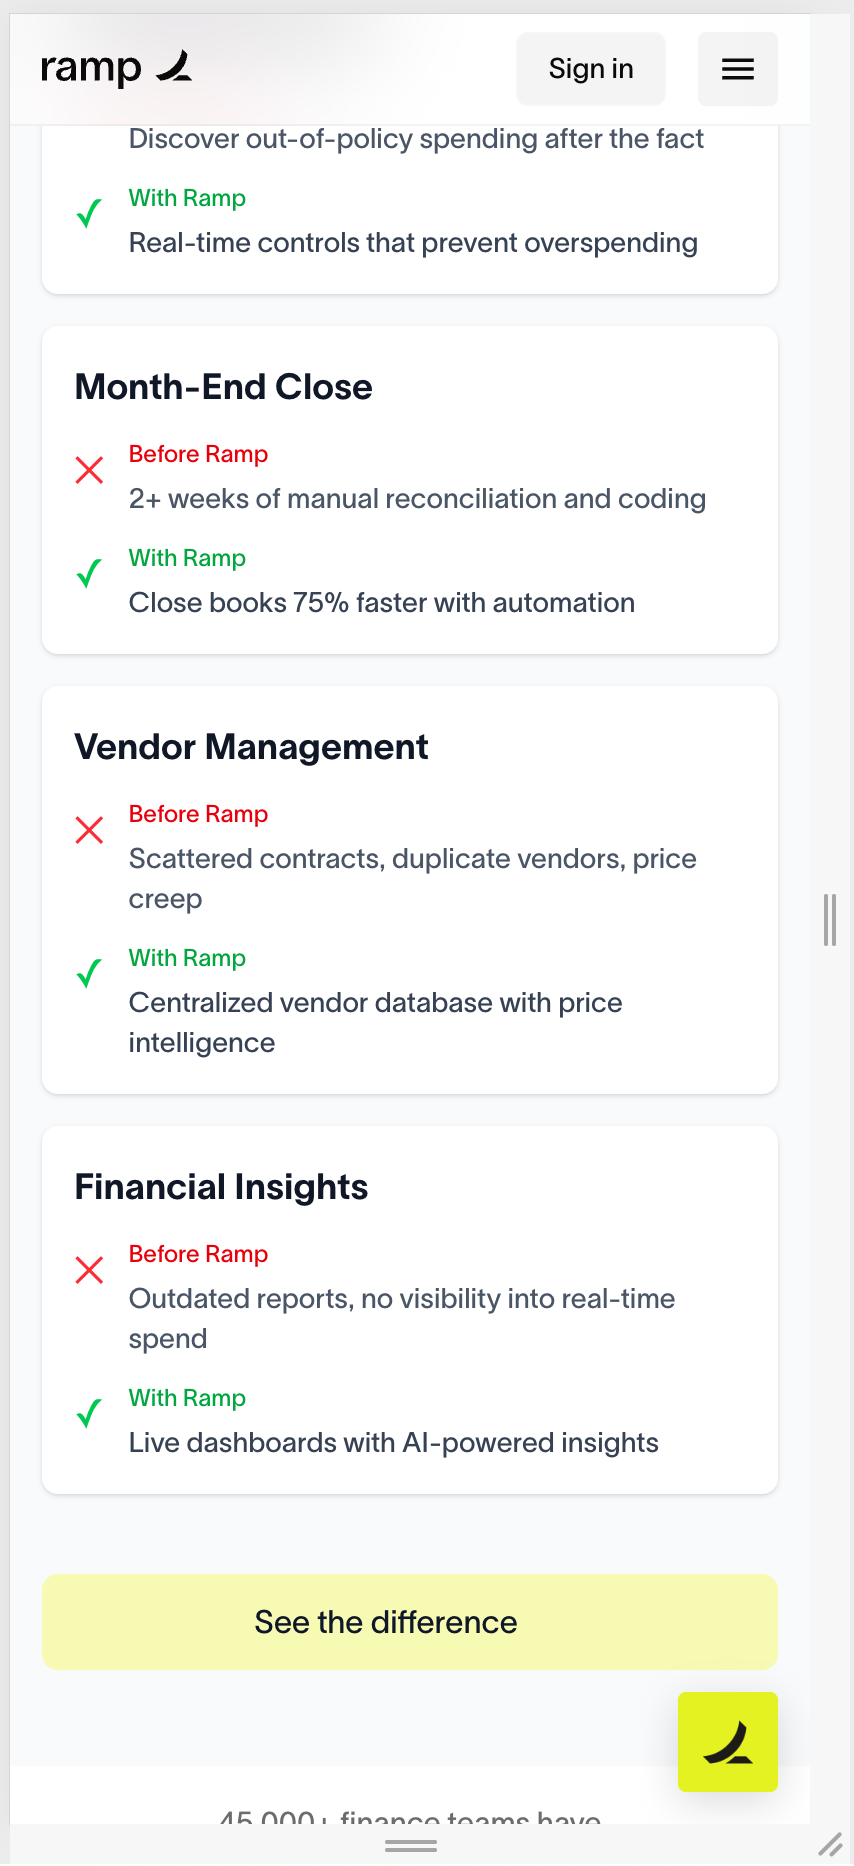 ramp
Sign in
Discover out-of-policy spending after the fact
With Ramp
Real-time controls that prevent overspending
Month-End Close
Before Ramp
2+ weeks of manual reconciliation and coding
With Ramp
Close books 75% faster with automation
Vendor Management
Before Ramp
Scattered contracts, duplicate vendors, price
creep
With Ramp
Centralized vendor database with price
intelligence
Financial Insights
Before Ramp
Outdated reports, no visibility into real-time
spend
With Ramp
Live dashboards with AI-powered insights
See the difference
45,000+ finance teams have